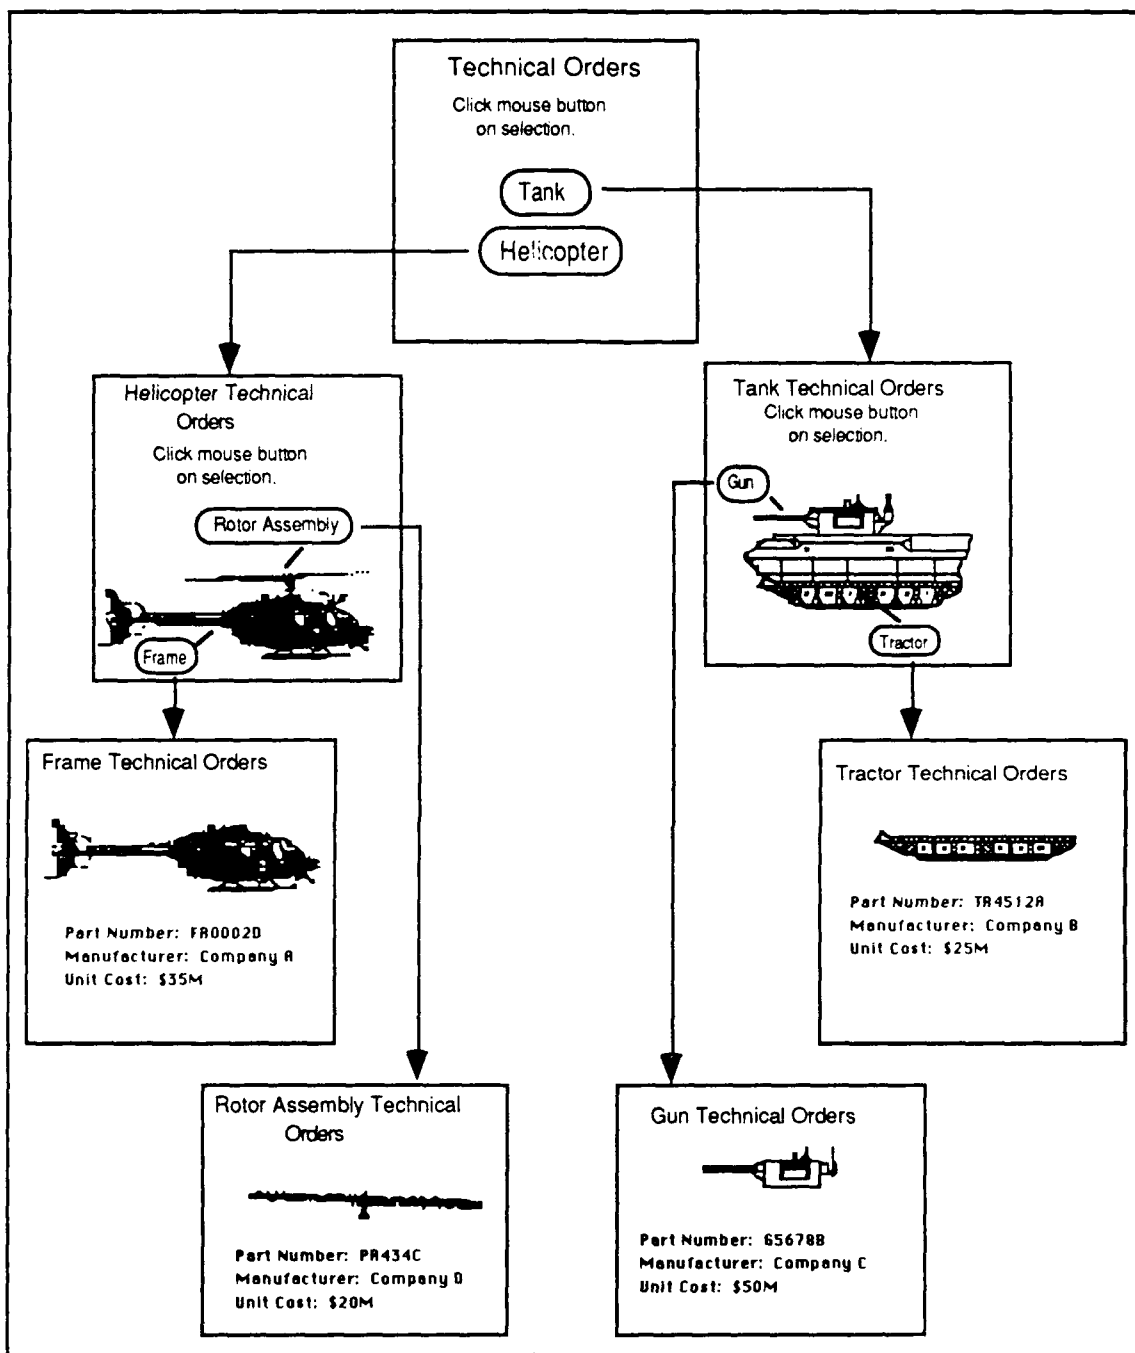 Technical Orders
Click mouse button
on selection.
Tank
Helicopter
Helicopter Technical
Orders
Click mouse button
on selection.
Rotor Assembly
Frame
Tank Technical Orders
Click mouse button
on selection.
Gun
Tractor
Frame Technical Orders
Part Number: FR0002D
Manufacturer: Company A
Unit Cost: $35M
Tractor Technical Orders
Part Number: TR4512A
Manufacturer: Company B
Unit Cost: $25M
Rotor Assembly Technical
Orders
Part Number: PR434C
Manufacturer: Company D
Unit Cost: $20M
Gun Technical Orders
Part Number: G5678B
Manufacturer: Company C
Unit Cost: $50M